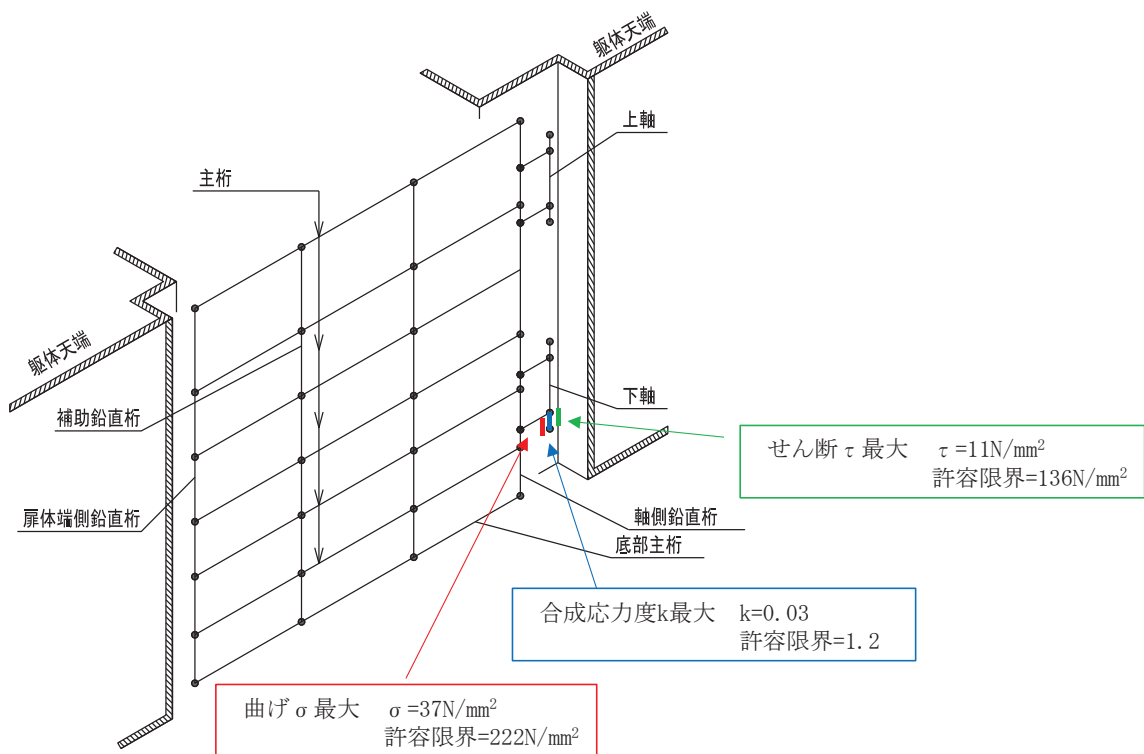 躯体天端
上軸
主桁
躯体天端
補助鉛直桁
下軸
せん断τ最大 τ=11N/mm²
許容限界=136N/mm²
扉体端側鉛直桁
軸側鉛直桁
底部主桁
合成応力度k最大 k=0.03
許容限界=1.2
曲げσ最大 σ=37N/mm²
許容限界=222N/mm²